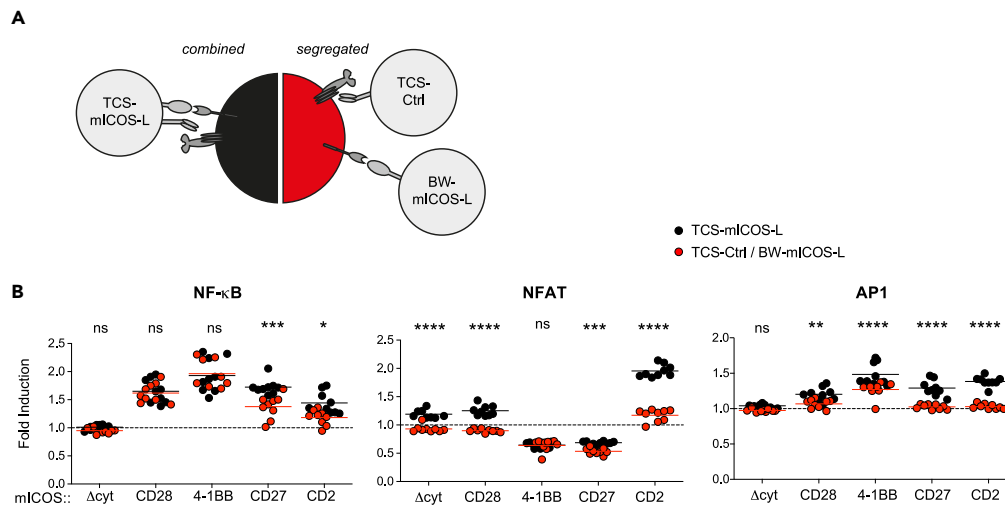 A
combined segregated
TCS-
mICOS-L
TCS-
Ctrl
BW-
mICOS-L
TCS-mICOS-L
TCS-Ctrl / BW-mICOS-L
B
NF-κB NFAT AP1
ns ns ns *** *
**** **** ns *** ****
ns ** **** **** ****
Fold Induction
2.5
2.0
1.5
1.0
0.5
2.5
2.0
1.5
1.0
0.5
0.0
2.0
1.5
1.0
0.5
0.0
mICOS:: Δcyt CD28 4-1BB CD27 CD2
Δcyt CD28 4-1BB CD27 CD2
Δcyt CD28 4-1BB CD27 CD2